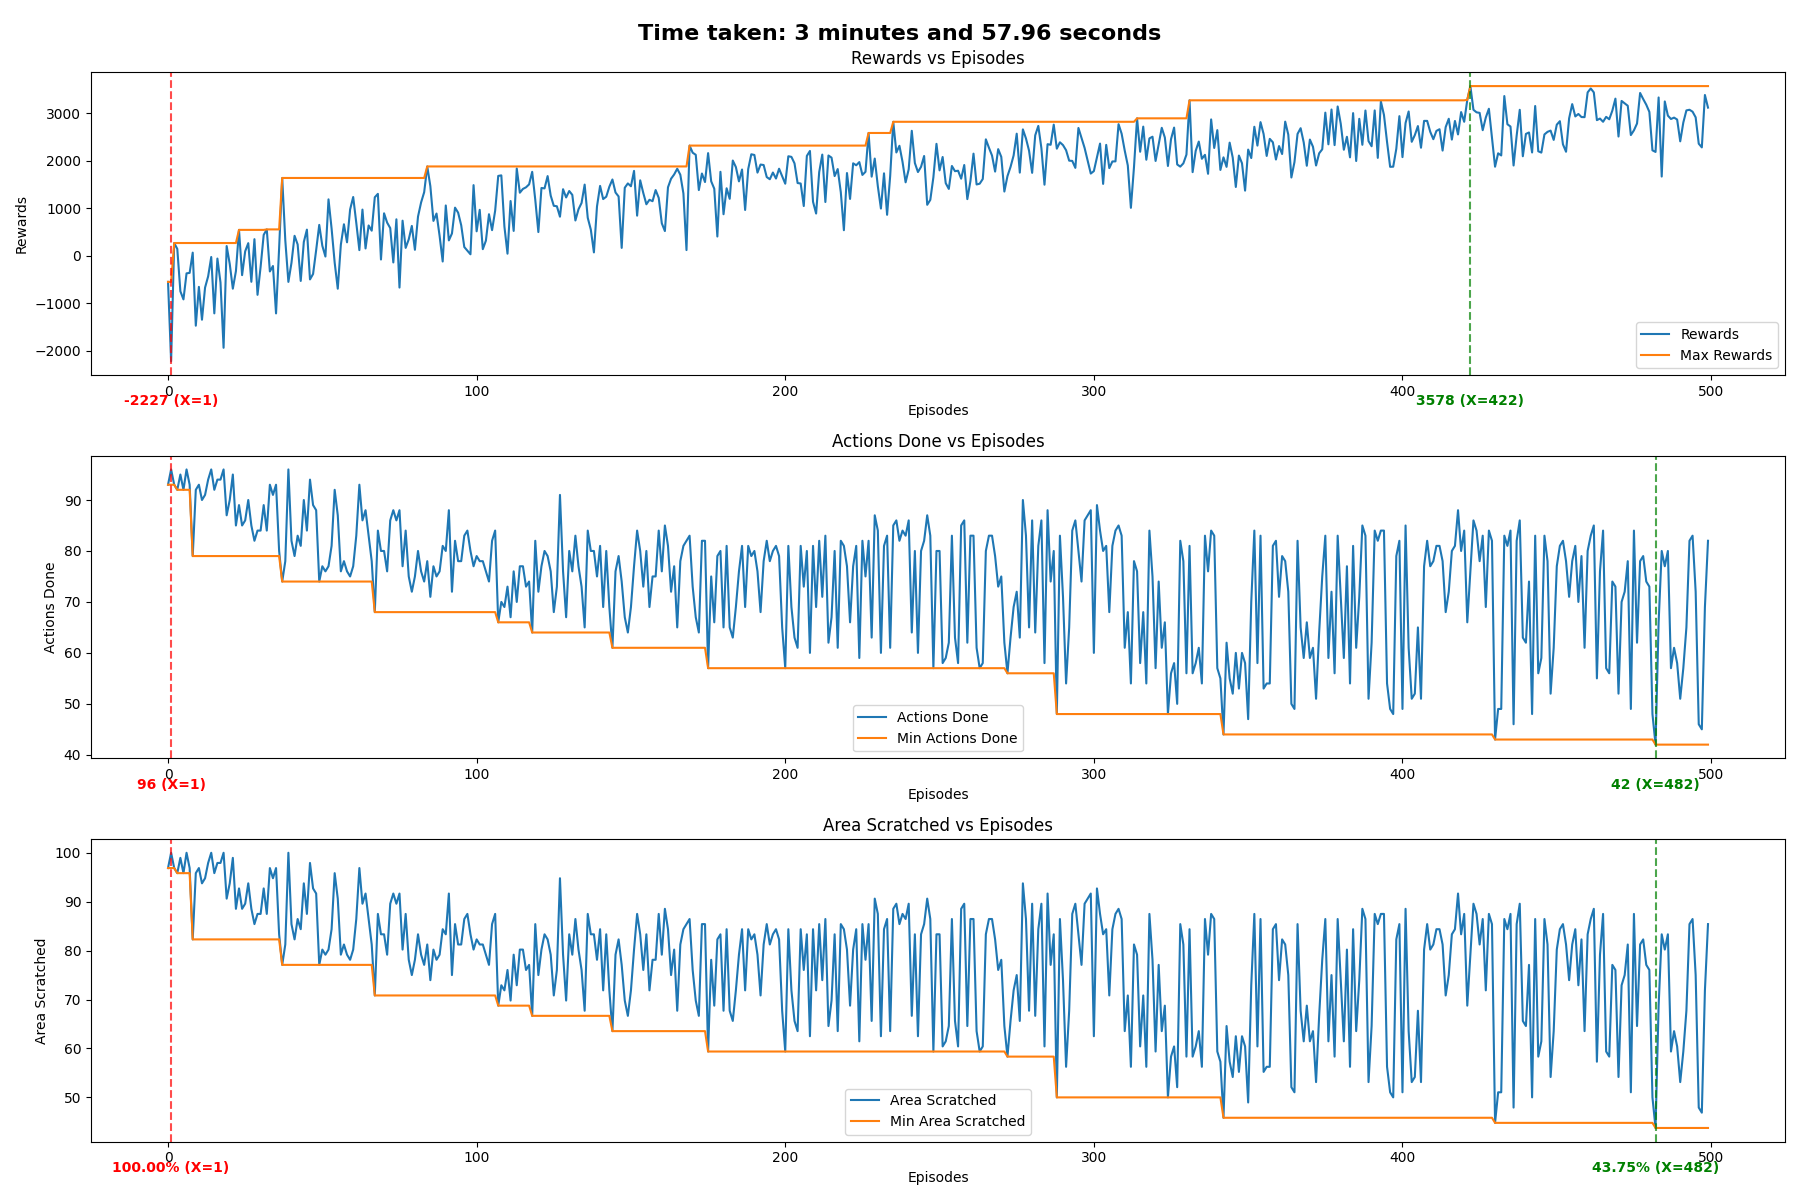 Time taken: 3 minutes and 57.96 seconds
Rewards vs Episodes
Rewards
3000
2000
1000
0
−1000
−2000
Rewards
Max Rewards
0 100 200 300 400 500
-2227 (X=1)
3578 (X=422)
Episodes
Actions Done vs Episodes
Actions Done
90
80
70
60
50
40
Actions Done
Min Actions Done
0 100 200 300 400 500
96 (X=1)
42 (X=482)
Episodes
Area Scratched vs Episodes
Area Scratched
100
90
80
70
60
50
Area Scratched
Min Area Scratched
0 100 200 300 400 500
100.00% (X=1)
43.75% (X=482)
Episodes